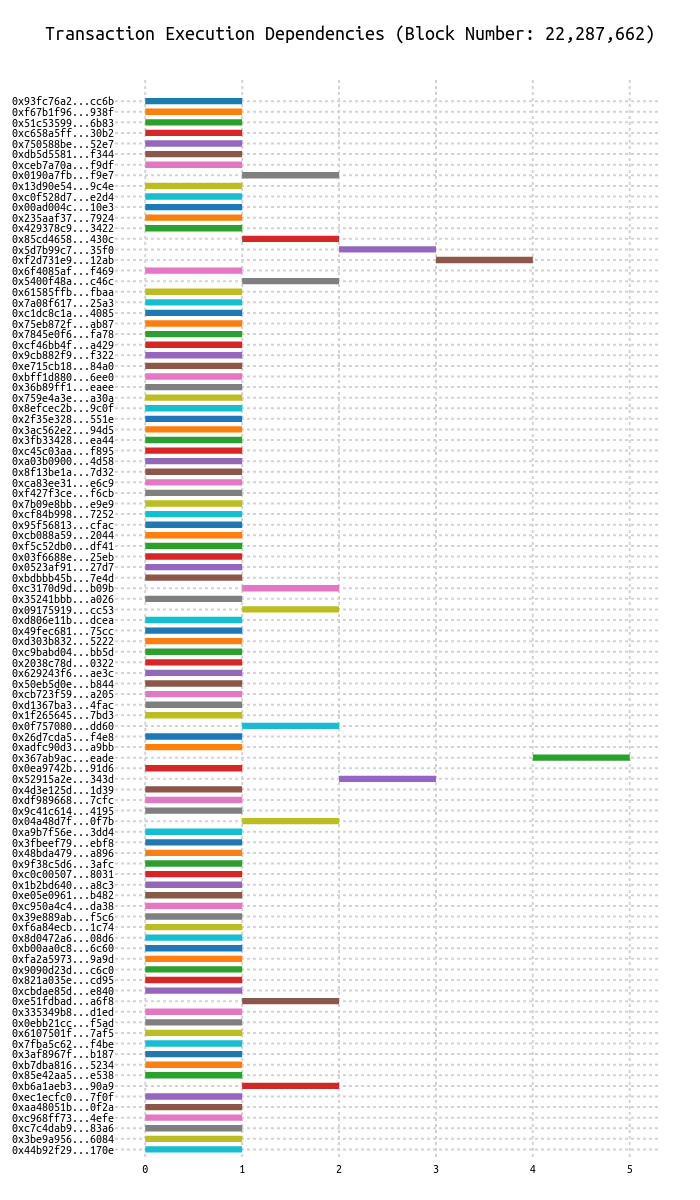 Transaction Execution Dependencies (Block Number: 22,287,662)
0x93fc76a2...cc6b
0xf67b1f96...938f
0x51c53599...6b83
0xc658a5ff...30b2
0x750588be...52e7
0xdb5d5581...f344
0xceb7a70a...f9df
0x0190a7fb...f9e7
0x13d90e54...9c4e
0xc0f528d7...e2d4
0x00ad004c...10e3
0x235aaf37...7924
0x429378c9...3422
0x85cd4658...430c
0x5d7b99c7...35f0
0xf2d731e9...12ab
0x6f4085af...f469
0x5400f48a...c46c
0x61585ffb...fbaa
0x7a08f617...25a3
0xc1dc8c1a...4085
0x75eb872f...ab87
0x7845e0f6...fa78
0xcf46bb4f...a429
0x9cb882f9...f322
0xe715cb18...84a0
0xbff1d880...6ee0
0x36b89ff1...eaee
0x759e4a3e...a30a
0x8efcec2b...9c0f
0x2f35e328...551e
0x3ac562e2...94d5
0x3fb33428...ea44
0xc45c03aa...f895
0xa03b0900...4d58
0x8f13be1a...7d32
0xca83ee31...e6c9
0xf427f3ce...f6cb
0x7b09e8bb...e9e9
0xcf84b998...7252
0x95f56813...cfac
0xcb088a59...2044
0xf5c52db0...df41
0x03f6688e...25eb
0x0523af91...27d7
0xbdbbb45b...7e4d
0xc3170d9d...b09b
0x35241bbb...a026
0x09175919...cc53
0xd806e11b...dcea
0x49fec681...75cc
0xd303b832...5222
0xc9babd04...bb5d
0x2038c78d...0322
0x629243f6...ae3c
0x50eb5d0e...b844
0xcb723f59...a205
0xd1367ba3...4fac
0x1f265645...7bd3
0x0f757080...dd60
0x26d7cda5...f4e8
0xadfc90d3...a9bb
0x367ab9ac...eade
0x0ea9742b...91d6
0x52915a2e...343d
0x4d3e125d...1d39
0xdf989668...7cfc
0x9c41c614...4195
0x04a48d7f...0f7b
0xa9b7f56e...3dd4
0x3fbeef79...ebf8
0x48bda479...a896
0x9f38c5d6...3afc
0xc0c00507...8031
0x1b2bd640...a8c3
0xe05e0961...b482
0xc950a4c4...da38
0x39e889ab...f5c6
0xf6a84ecb...1c74
0x8d0472a6...08d6
0xb00aa0c8...6c60
0xfa2a5973...9a9d
0x9090d23d...c6c0
0x821a035e...cd95
0xcbdae85d...e840
0xe51fdbad...a6f8
0x335349b8...d1ed
0x0ebb21cc...f5ad
0x6107501f...7af5
0x7fba5c62...f4be
0x3af8967f...b187
0xb7dba816...5234
0x85e42aa5...e538
0xb6a1aeb3...90a9
0xec1ecfc0...7f0f
0xaa48051b...0f2a
0xc968ff73...4efe
0xc7c4dab9...83a6
0x3be9a956...6084
0x44b92f29...170e
0 1 2 3 4 5